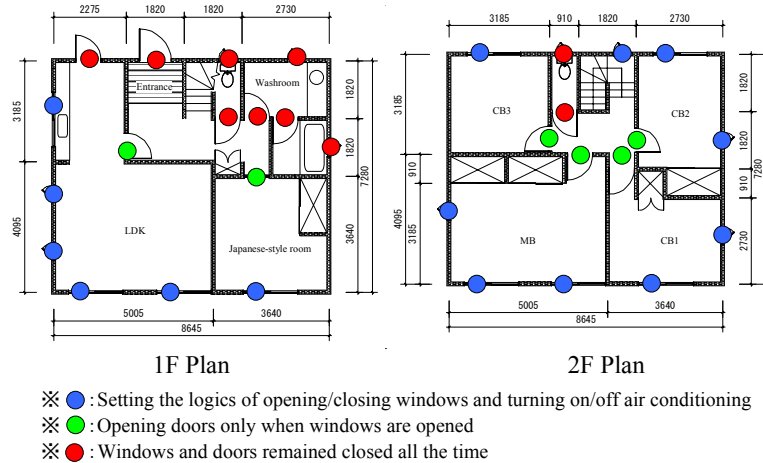 2275 1820 1820 2730
3185 910 1820 2730
Entrance
Washroom
LDK
Japanese-style room
3185
4095
1820
1820
3640
7280
5005 3640
8645
CB3
CB2
MB
CB1
3185
910
4095
3185
1820
1820
910
2730
7280
5005 3640
8645
1F Plan
2F Plan
※ : Setting the logics of opening/closing windows and turning on/off air conditioning
※ : Opening doors only when windows are opened
※ : Windows and doors remained closed all the time